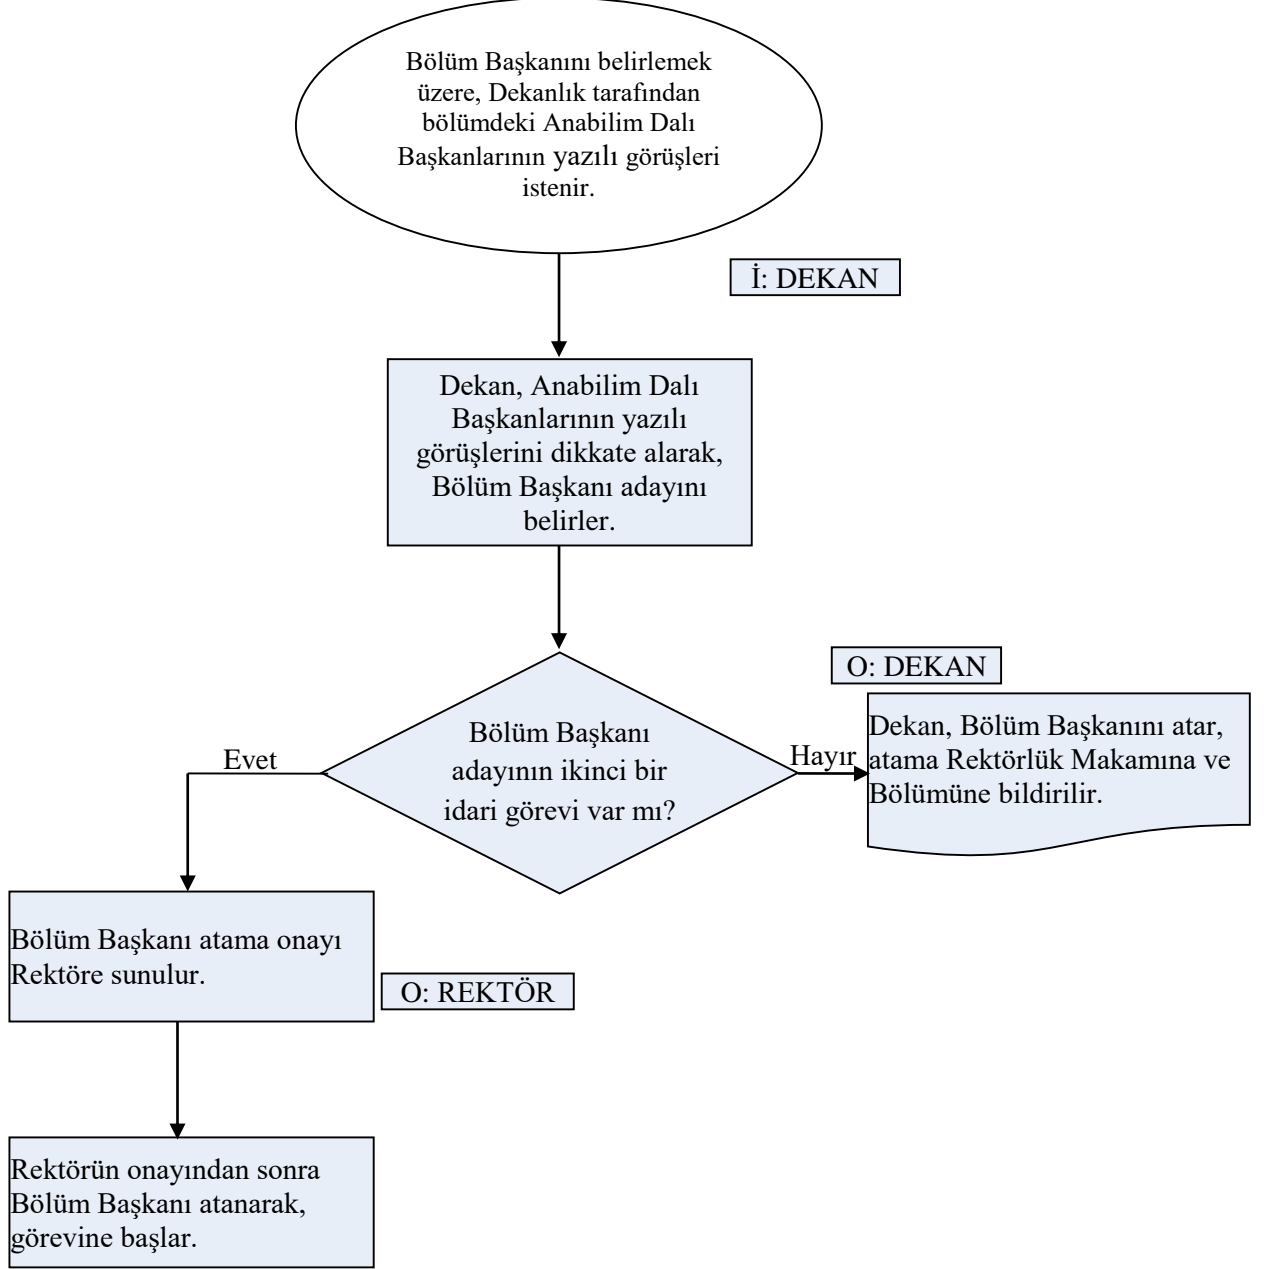 Bölüm Başkanını belirlemek
üzere, Dekanlık tarafından
bölümdeki Anabilim Dalı
Başkanlarının yazılı görüşleri
istenir.
İ: DEKAN
Dekan, Anabilim Dalı
Başkanlarının yazılı
görüşlerini dikkate alarak,
Bölüm Başkanı adayını
belirler.
O: DEKAN
Bölüm Başkanı
adayının ikinci bir
idari görevi var mı?
Evet
Hayır
Dekan, Bölüm Başkanını atar,
atama Rektörlük Makamına ve
Bölümüne bildirilir.
Bölüm Başkanı atama onayı
Rektöre sunulur.
O: REKTÖR
Rektörün onayından sonra
Bölüm Başkanı atanarak,
görevine başlar.